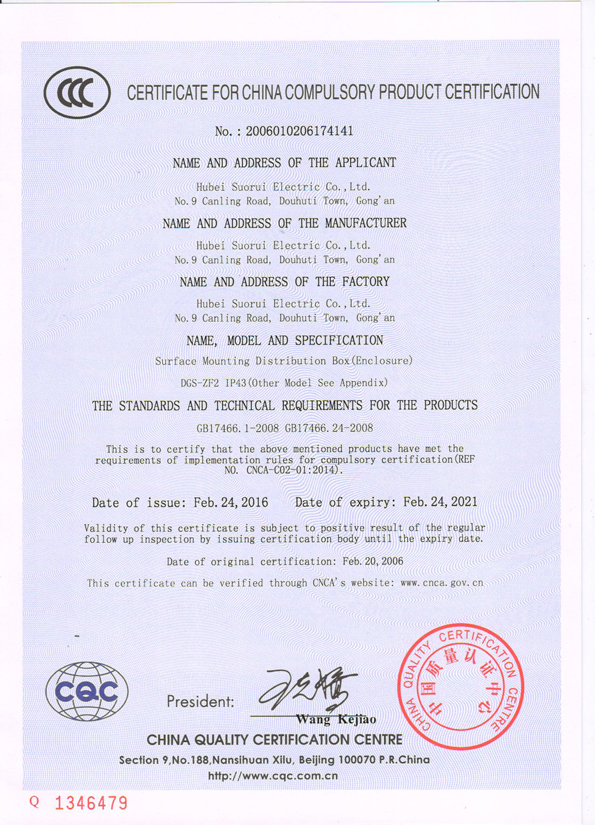 CCC
CERTIFICATE FOR CHINA COMPULSORY PRODUCT CERTIFICATION
No.: 2006010206174141
NAME AND ADDRESS OF THE APPLICANT
Hubei Suorui Electric Co.,Ltd.
No.9 Canling Road, Douhuti Town, Gong'an
NAME AND ADDRESS OF THE MANUFACTURER
Hubei Suorui Electric Co.,Ltd.
No.9 Canling Road, Douhuti Town, Gong'an
NAME AND ADDRESS OF THE FACTORY
Hubei Suorui Electric Co.,Ltd.
No.9 Canling Road, Douhuti Town, Gong'an
NAME, MODEL AND SPECIFICATION
Surface Mounting Distribution Box(Enclosure)
DGS-ZF2 IP43(Other Model See Appendix)
THE STANDARDS AND TECHNICAL REQUIREMENTS FOR THE PRODUCTS
GB17466.1-2008 GB17466.24-2008
This is to certify that the above mentioned products have met the
requirements of implementation rules for compulsory certification(REF
NO. CNCA-C02-01:2014).
Date of issue: Feb.24,2016 Date of expiry: Feb.24,2021
Validity of this certificate is subject to positive result of the regular
follow up inspection by issuing certification body until the expiry date.
Date of original certification: Feb.20,2006
This certificate can be verified through CNCA's website: www.cnca.gov.cn
CHINA QUALITY CERTIFICATION CENTRE
中国质量认证中心
CQC
President:
Wang Kejiao
CHINA QUALITY CERTIFICATION CENTRE
Section 9,No.188,Nansihuan Xilu, Beijing 100070 P.R.China
http://www.cqc.com.cn
Q 1346479